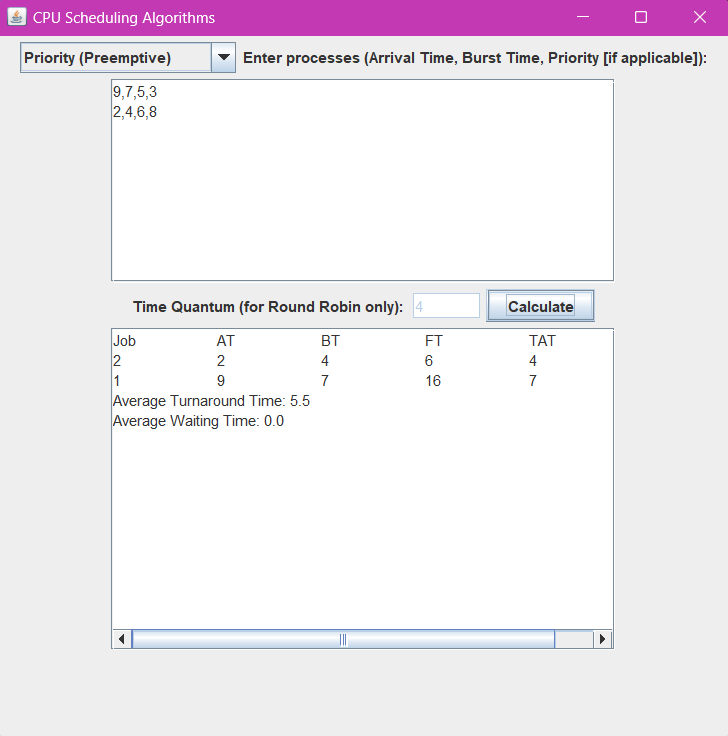 CPU Scheduling Algorithms
Priority (Preemptive) Enter processes (Arrival Time, Burst Time, Priority [if applicable]):
9,7,5,3
2,4,6,8
Time Quantum (for Round Robin only): 4 Calculate
Job AT BT FT TAT
2 2 4 6 4
1 9 7 16 7
Average Turnaround Time: 5.5
Average Waiting Time: 0.0